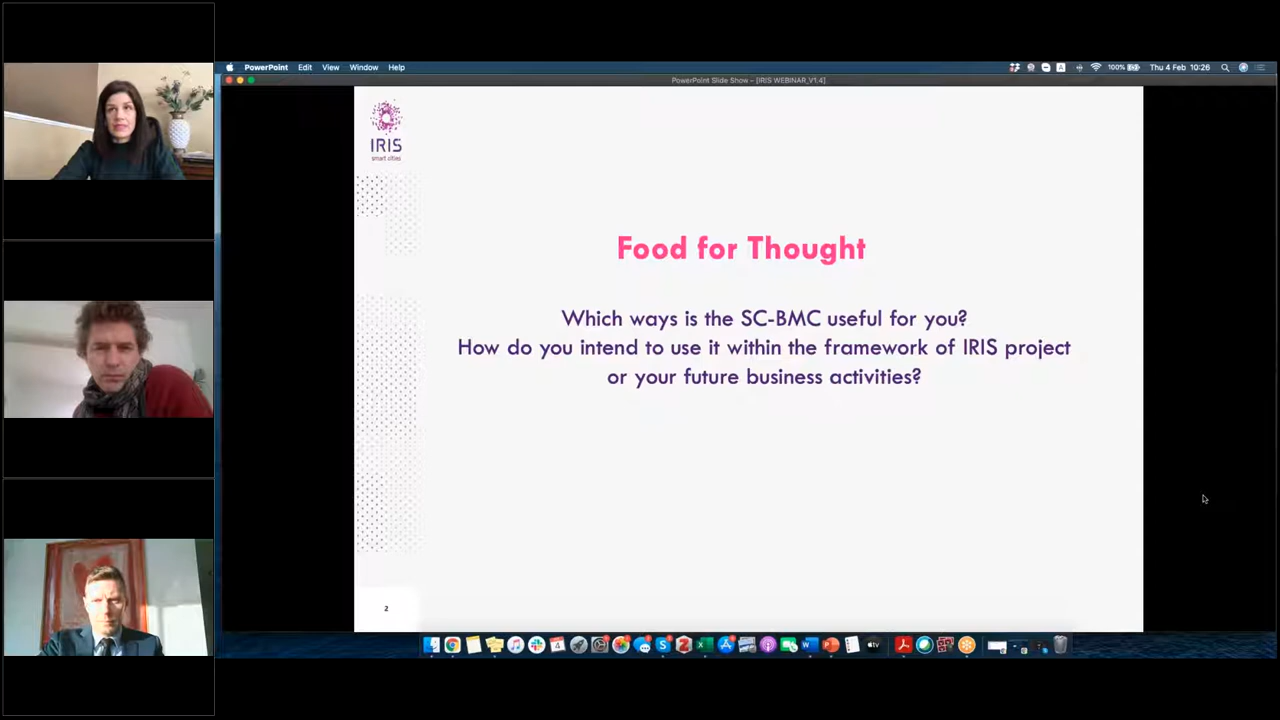 PowerPoint Edit View Window Help
100% Thu 4 Feb 10:26
PowerPoint Slide Show – [IRIS WEBINAR_V1.4]
IRIS
smart cities
Food for Thought
Which ways is the SC-BMC useful for you?
How do you intend to use it within the framework of IRIS project
or your future business activities?
2